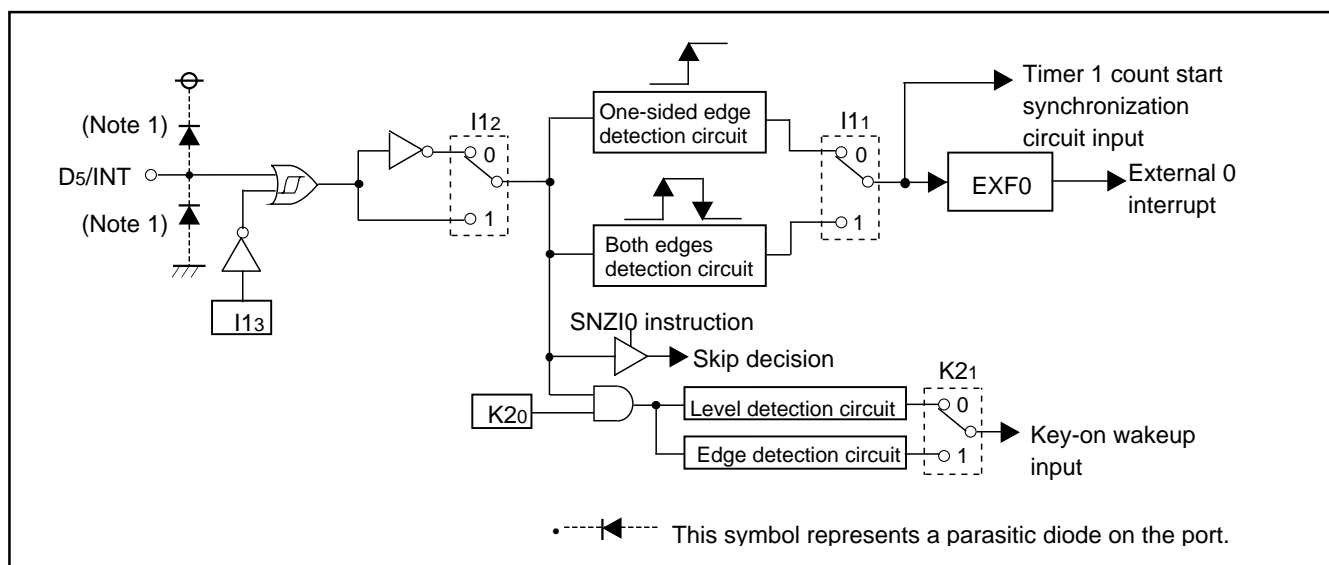 Timer 1 count start
synchronization
circuit input
(Note 1)
One-sided edge
detection circuit
I12
0
1
I11
0
1
D5/INT
EXF0
External 0
interrupt
(Note 1)
Both edges
detection circuit
I13
SNZI0 instruction
Skip decision
K21
0
1
K20
Level detection circuit
Edge detection circuit
Key-on wakeup
input
• This symbol represents a parasitic diode on the port.